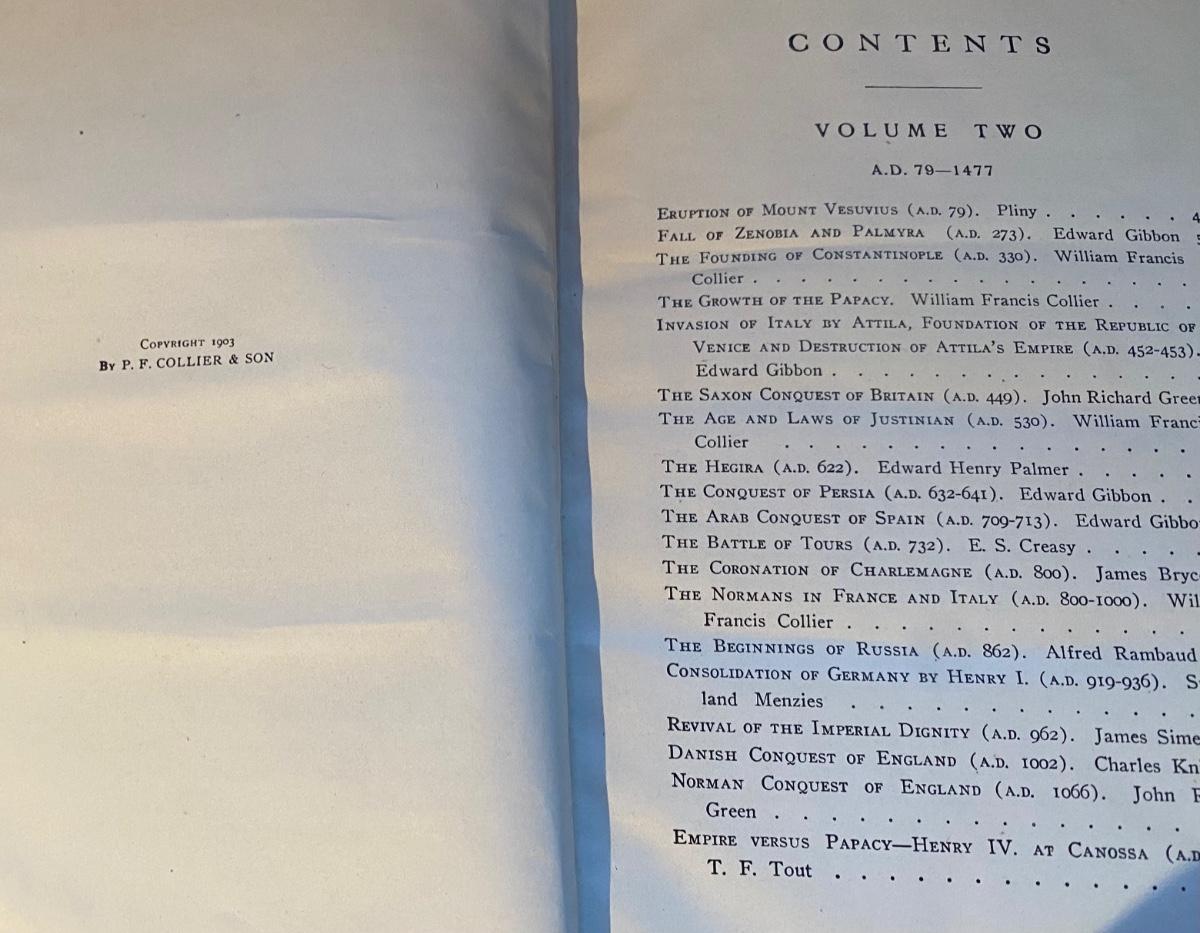 Copyright 1903
By P. F. COLLIER & SON
CONTENTS
VOLUME TWO
A.D. 79—1477
Eruption of Mount Vesuvius (A.D. 79). Pliny . . . . . . 4
Fall of Zenobia and Palmyra (A.D. 273). Edward Gibbon
The Founding of Constantinople (A.D. 330). William Francis
Collier . . . . . . . . . . . . . . . .
The Growth of the Papacy. William Francis Collier . . . .
Invasion of Italy by Attila, Foundation of the Republic of
Venice and Destruction of Attila's Empire (A.D. 452-453).
Edward Gibbon . . . . . . . . . . . . .
The Saxon Conquest of Britain (A.D. 449). John Richard
The Age and Laws of Justinian (A.D. 530). William
Collier . . . . . . . . . . . . . . .
The Hegira (A.D. 622). Edward Henry Palmer . . . . .
The Conquest of Persia (A.D. 632-641). Edward Gibbon . .
The Arab Conquest of Spain (A.D. 709-713). Edward
The Battle of Tours (A.D. 732). E. S. Creasy . . . . .
The Coronation of Charlemagne (A.D. 800). James
The Normans in France and Italy (A.D. 800-1000).
Francis Collier . . . . . . . . . . . . .
The Beginnings of Russia (A.D. 862). Alfred Rambaud
Consolidation of Germany by Henry I. (A.D. 919-936).
land Menzies . . . . . . . . . . . . .
Revival of the Imperial Dignity (A.D. 962). James
Danish Conquest of England (A.D. 1002). Charles
Norman Conquest of England (A.D. 1066). John
Green . . . . . . . . . . . . . . .
Empire versus Papacy—Henry IV. at Canossa (A.D.
T. F. Tout . . . . . . . . . . . . .